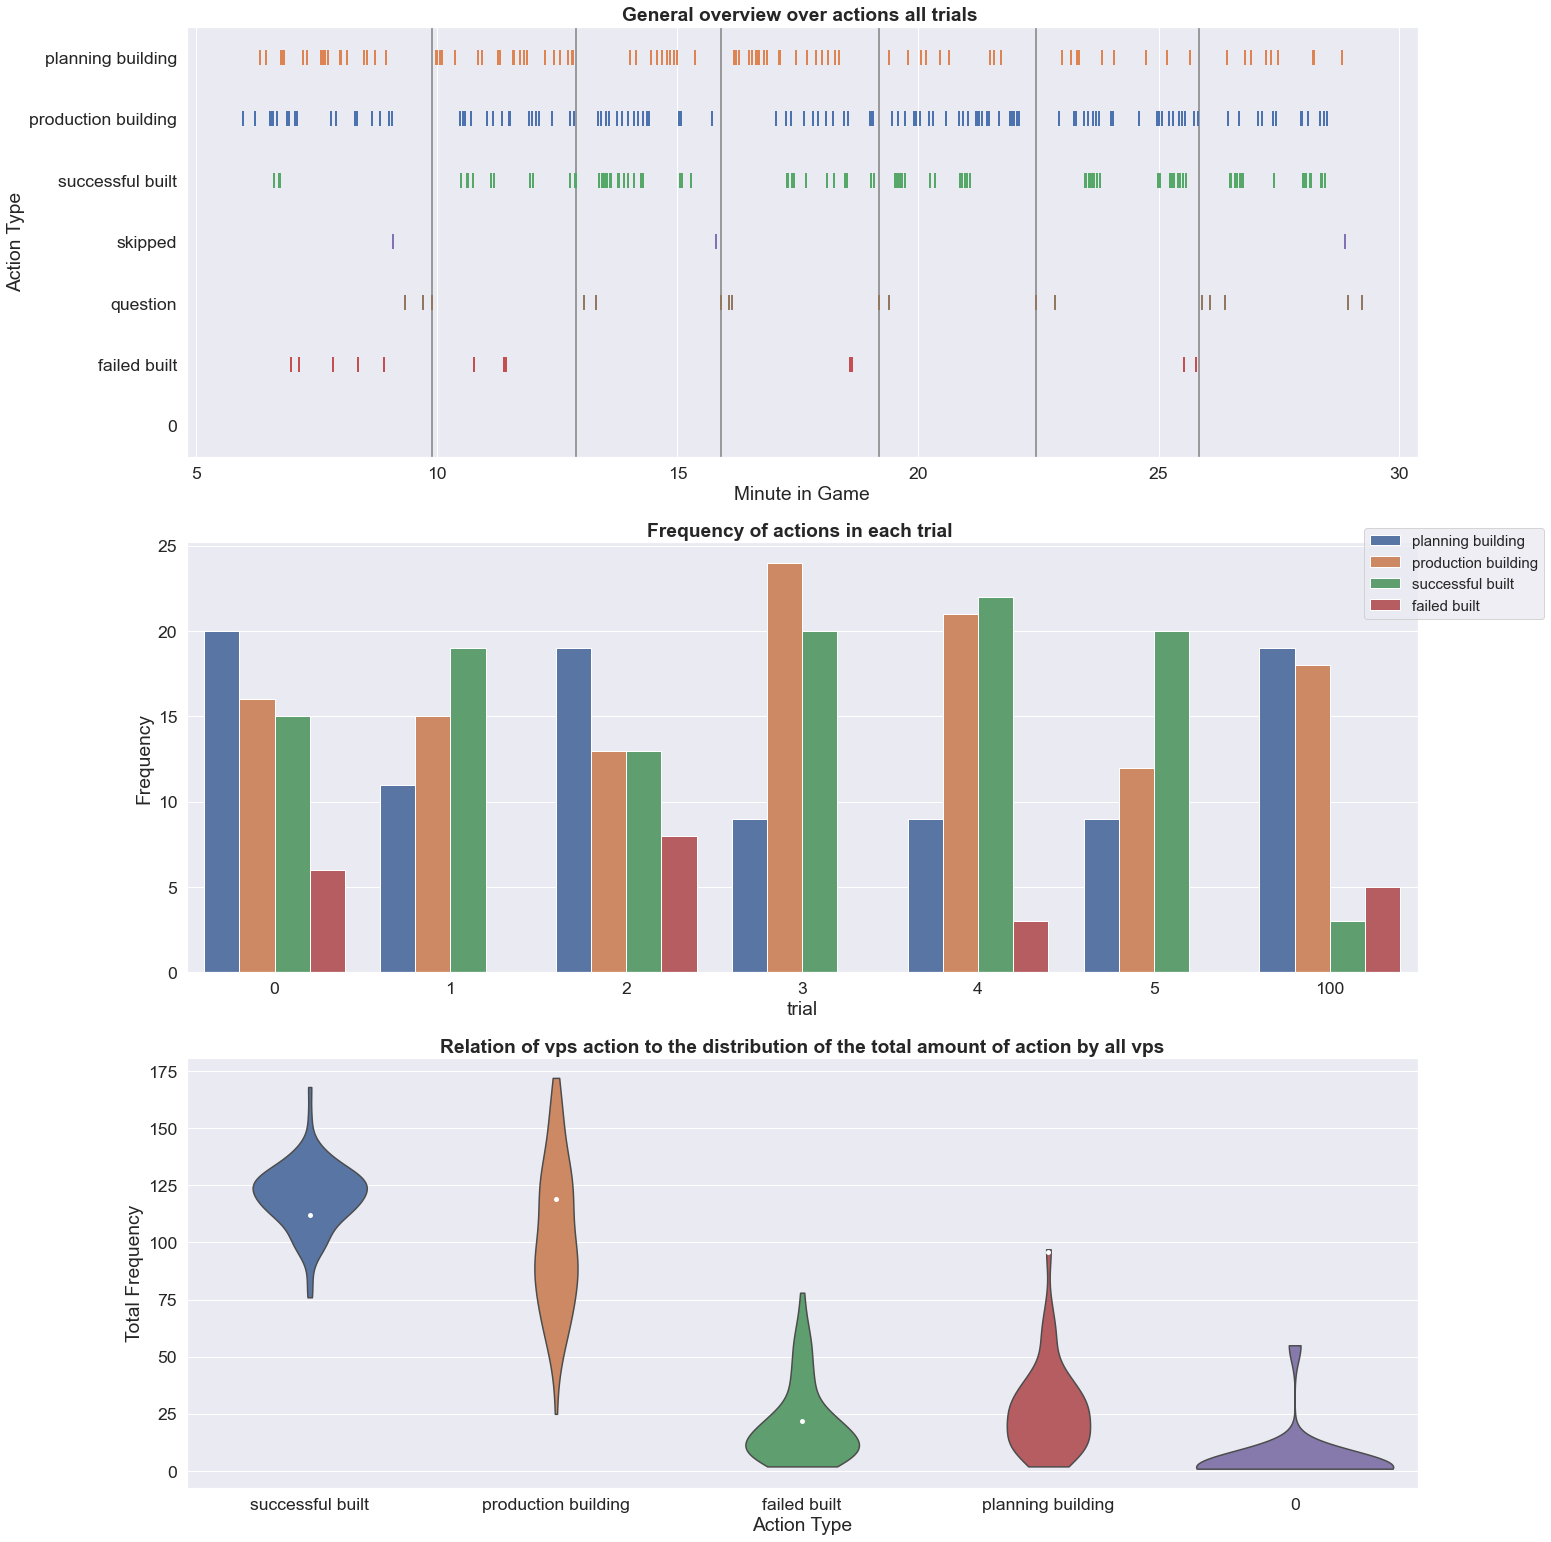 General overview over actions all trials
planning building
production building
successful built
skipped
question
failed built
0
Action Type
5 10 15 20 25 30
Minute in Game
Frequency of actions in each trial
planning building
production building
successful built
failed built
25
20
15
10
5
0
Frequency
0 1 2 3 4 5 100
trial
Relation of vps action to the distribution of the total amount of action by all vps
175
150
125
100
75
50
25
0
Total Frequency
successful built production building failed built planning building 0
Action Type